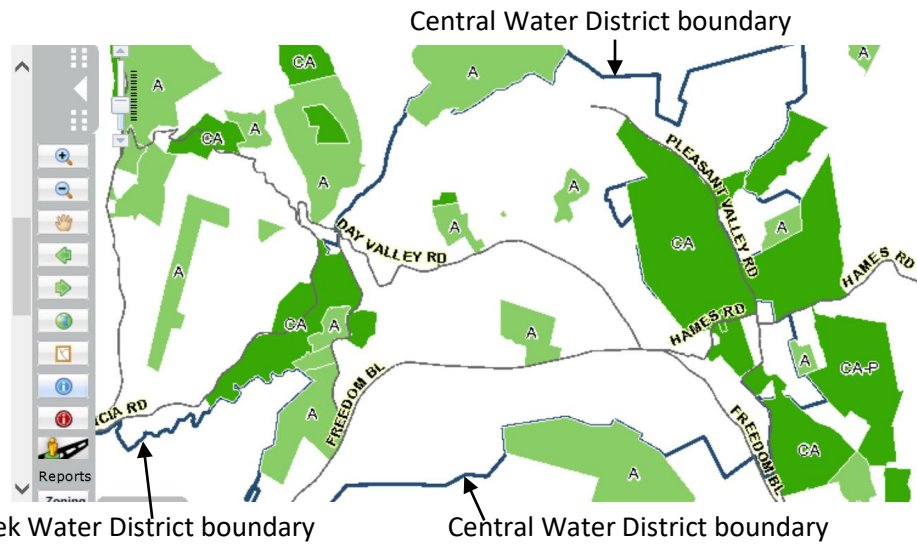 Central Water District boundary
CA
A
A
A
CA
A
A
A
A
PLEASANT VALLEY RD
A
DAY VALLEY RD
CA
HAMES RD
A
CA
A
A
HAMES RD
A
CA-P
A
FREEDOM BL
FREEDOM BL
CIA RD
CA
A
A
Reports
Zoning
ek Water District boundary
Central Water District boundary